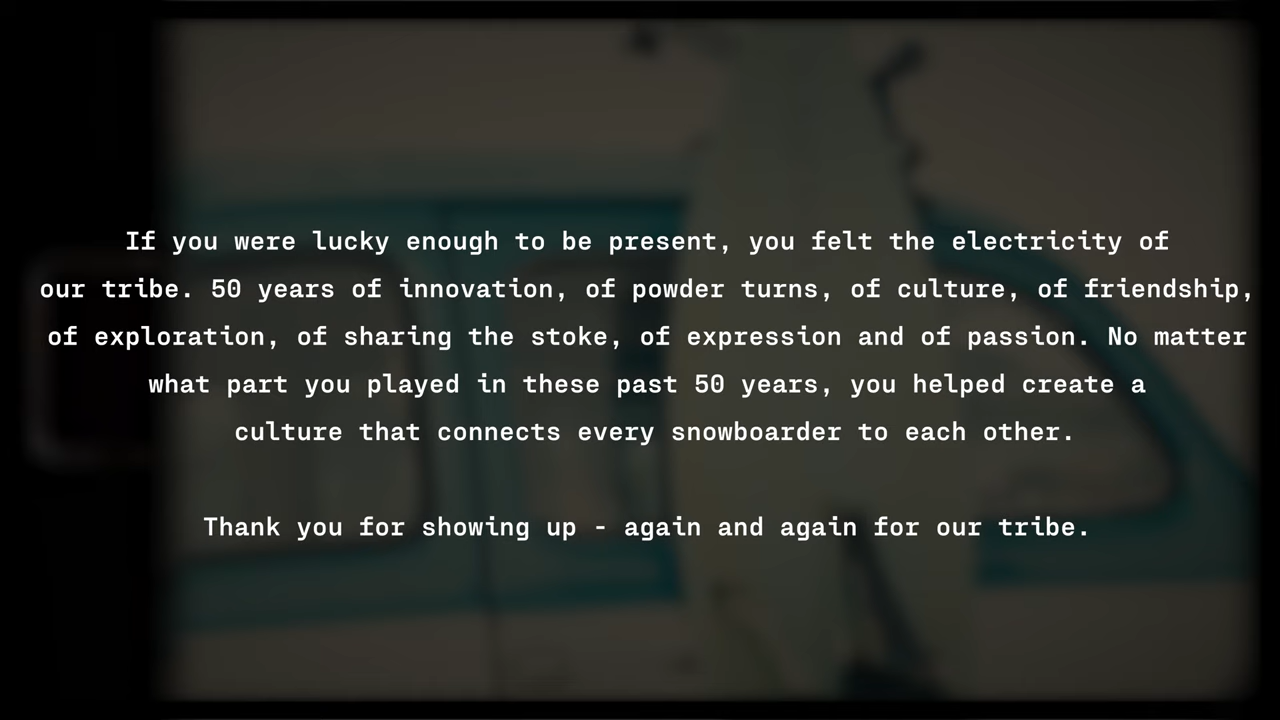 If you were lucky enough to be present, you felt the electricity of
our tribe. 50 years of innovation, of powder turns, of culture, of friendship,
of exploration, of sharing the stoke, of expression and of passion. No matter
what part you played in these past 50 years, you helped create a
culture that connects every snowboarder to each other.
Thank you for showing up - again and again for our tribe.